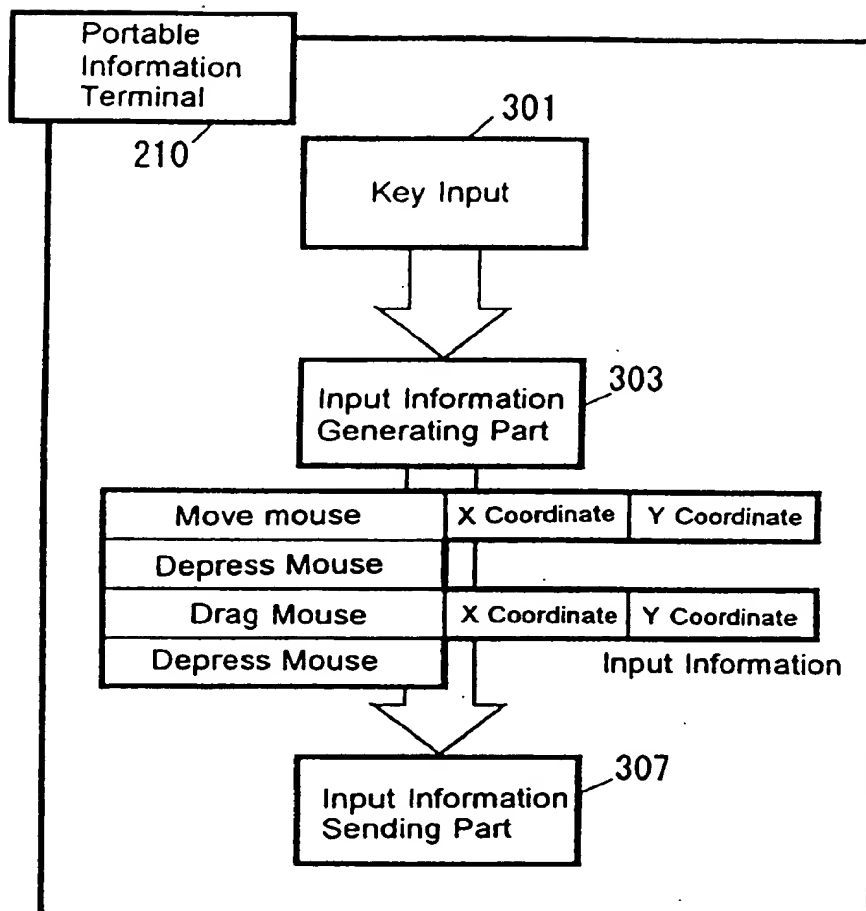 Portable
Information
Terminal
210
301
Key Input
303
Input Information
Generating Part
Move mouse X Coordinate Y Coordinate
Depress Mouse
Drag Mouse X Coordinate Y Coordinate
Depress Mouse
Input Information
307
Input Information
Sending Part